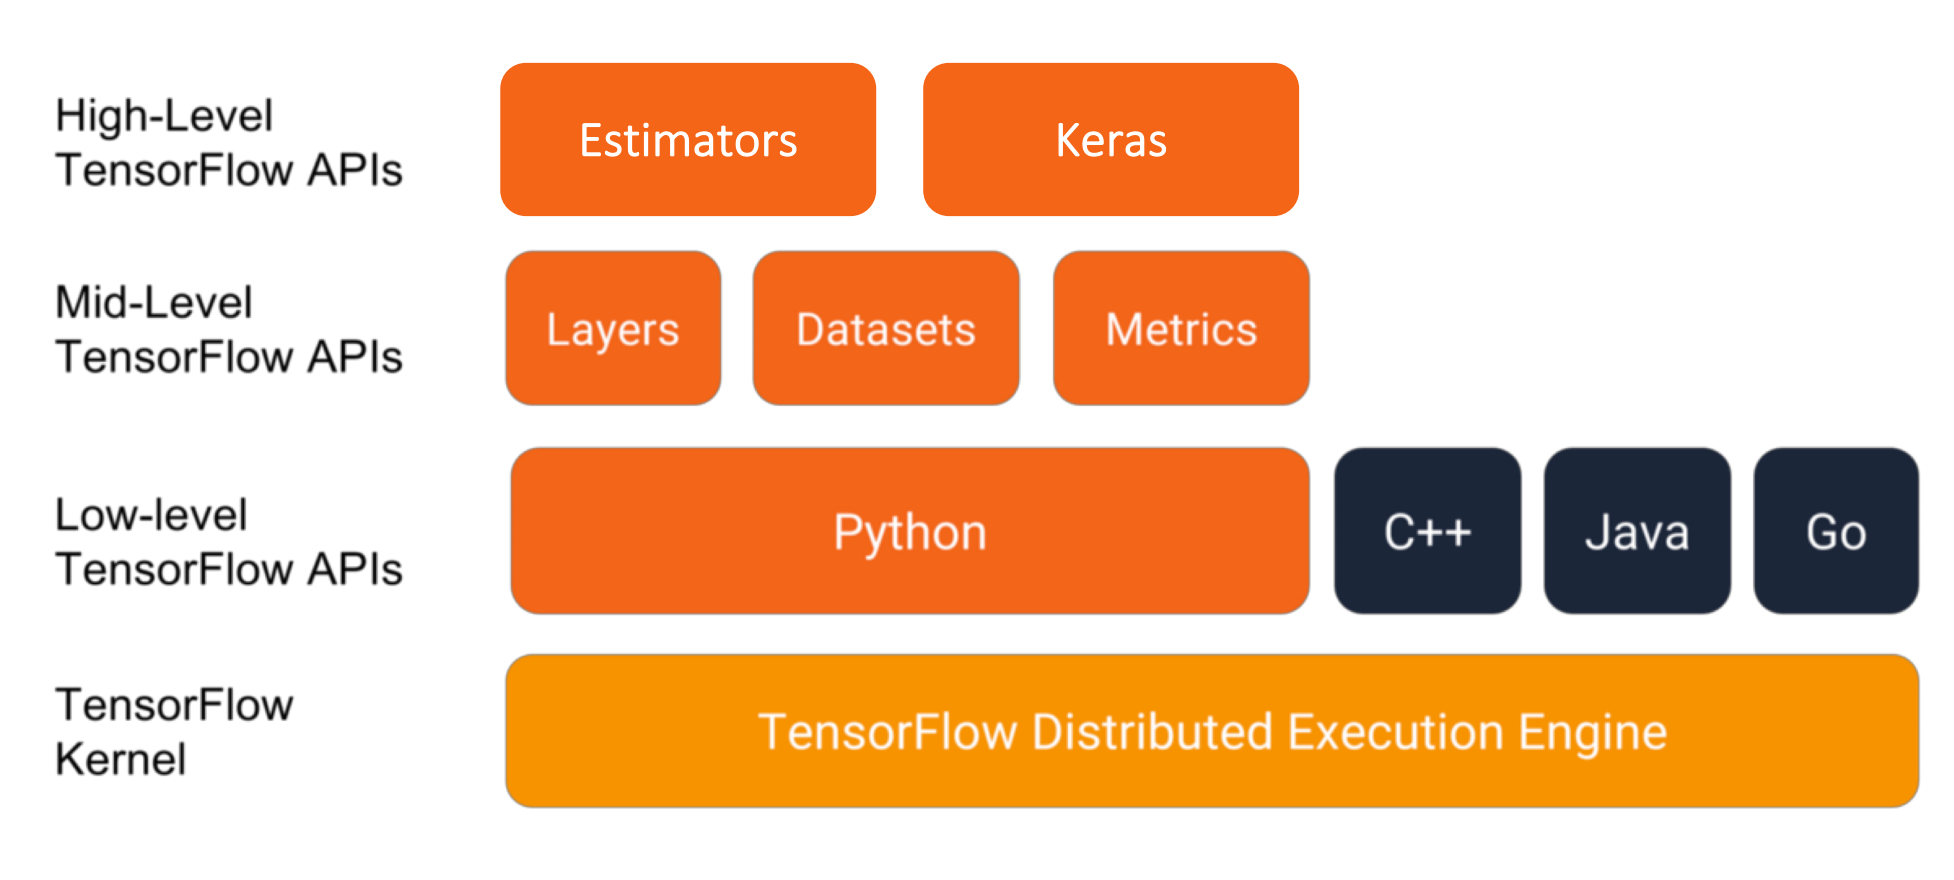 High-Level
TensorFlow APIs
Estimators
Keras
Mid-Level
TensorFlow APIs
Layers
Datasets
Metrics
Low-level
TensorFlow APIs
Python
C++
Java
Go
TensorFlow
Kernel
TensorFlow Distributed Execution Engine